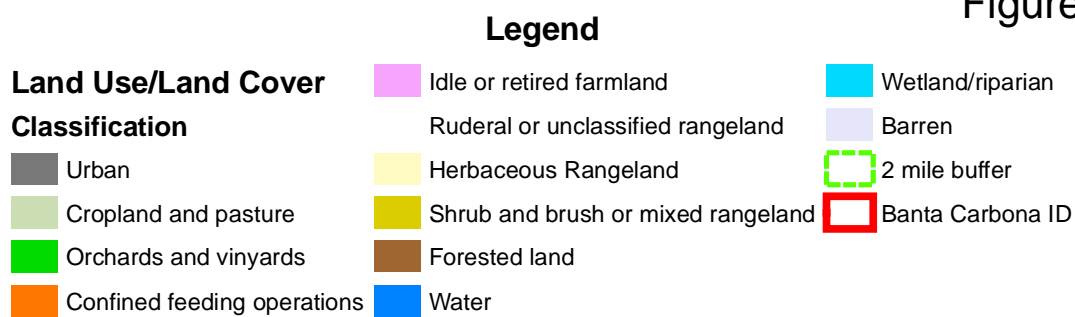 Figure
Legend
Land Use/Land Cover
Classification
Urban
Cropland and pasture
Orchards and vinyards
Confined feeding operations
Idle or retired farmland
Ruderal or unclassified rangeland
Herbaceous Rangeland
Shrub and brush or mixed rangeland
Forested land
Water
Wetland/riparian
Barren
2 mile buffer
Banta Carbona ID